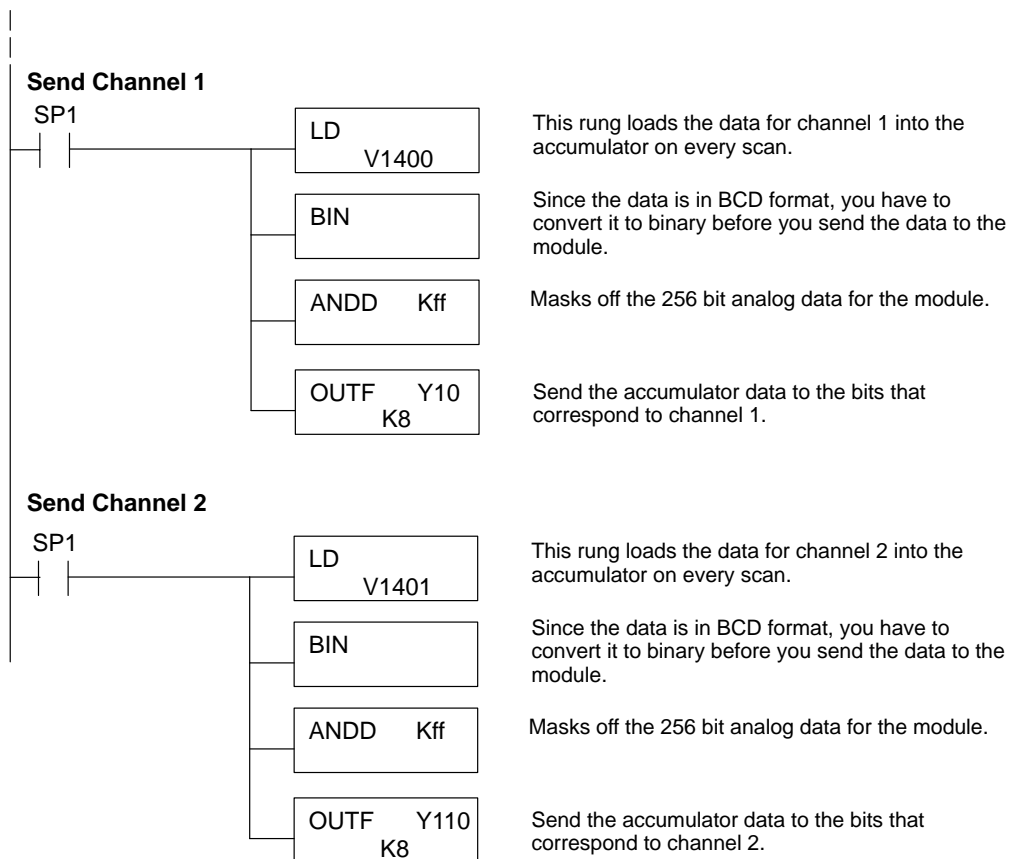 Send Channel 1
SP1
LD
V1400
This rung loads the data for channel 1 into the
accumulator on every scan.
BIN
Since the data is in BCD format, you have to
convert it to binary before you send the data to the
module.
ANDD Kff
Masks off the 256 bit analog data for the module.
OUTF Y10
K8
Send the accumulator data to the bits that
correspond to channel 1.
Send Channel 2
SP1
LD
V1401
This rung loads the data for channel 2 into the
accumulator on every scan.
BIN
Since the data is in BCD format, you have to
convert it to binary before you send the data to the
module.
ANDD Kff
Masks off the 256 bit analog data for the module.
OUTF Y110
K8
Send the accumulator data to the bits that
correspond to channel 2.